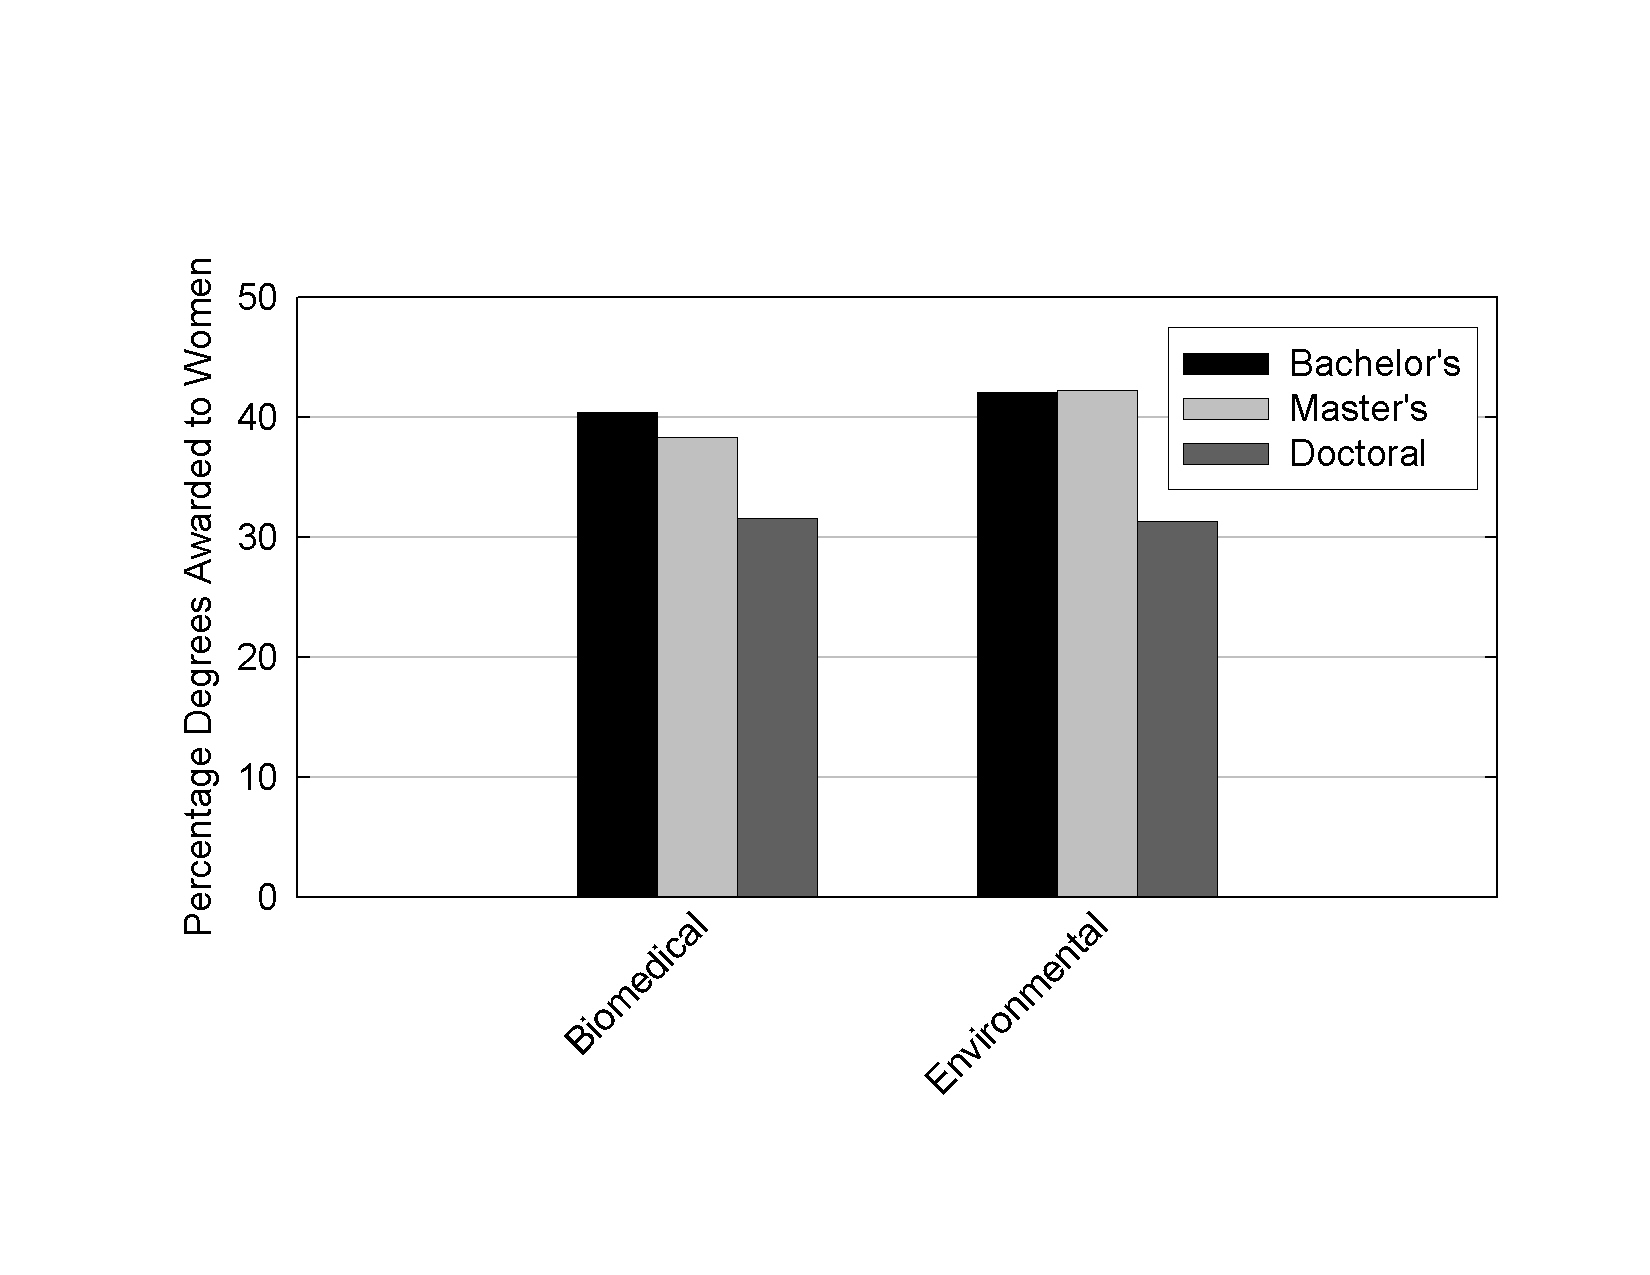 Percentage Degrees Awarded to Women
50
40
30
20
10
0
Bachelor's
Master's
Doctoral
Biomedical
Environmental